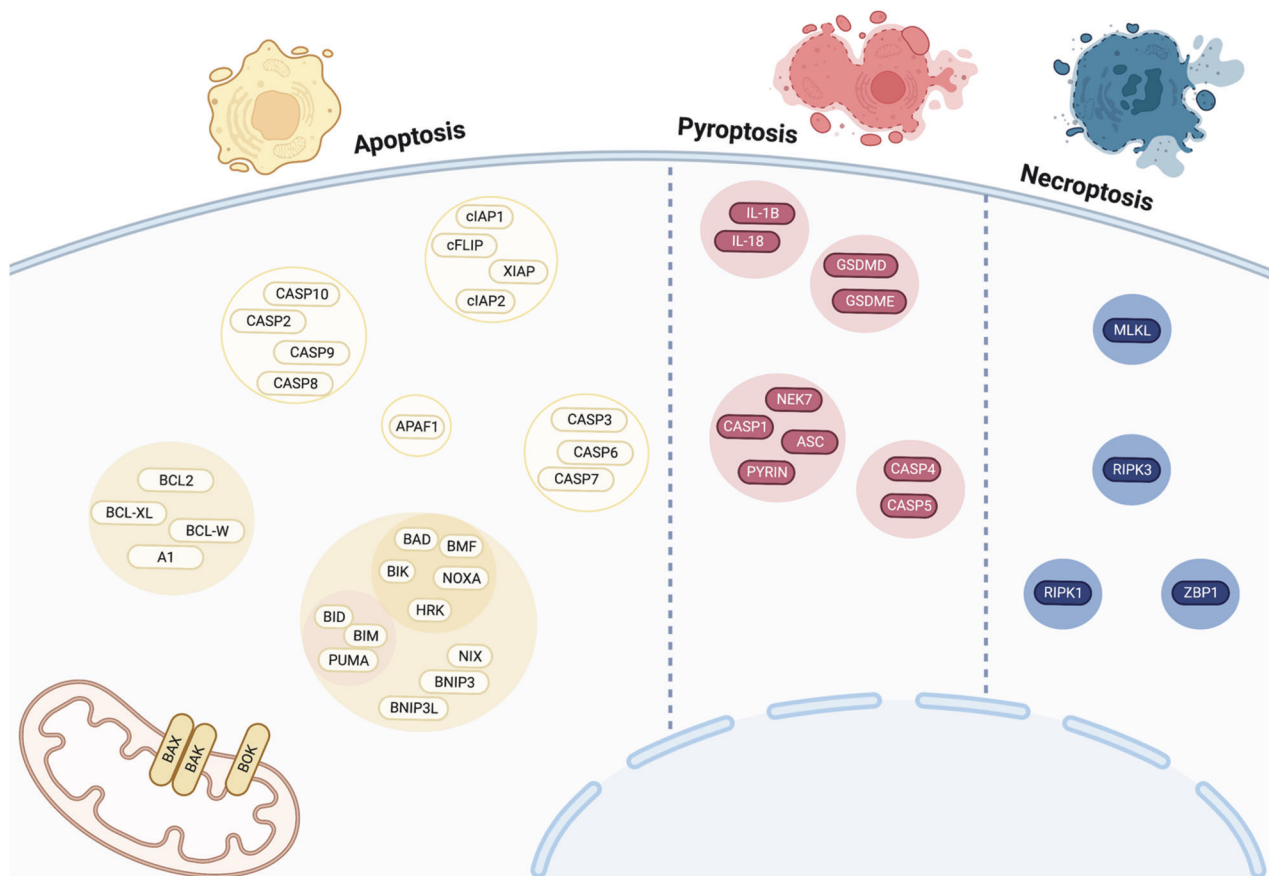 Apoptosis
Pyroptosis
Necroptosis
cIAP1
cFLIP
XIAP
cIAP2
CASP10
CASP2
CASP9
CASP8
APAF1
CASP3
CASP6
CASP7
BCL2
BCL-XL
BCL-W
A1
BAD
BMF
BIK
NOXA
HRK
BID
BIM
PUMA
NIX
BNIP3
BNIP3L
BAX
BAK
BOK
IL-1B
IL-18
GSDMD
GSDME
NEK7
CASP1
ASC
PYRIN
CASP4
CASP5
MLKL
RIPK3
RIPK1
ZBP1